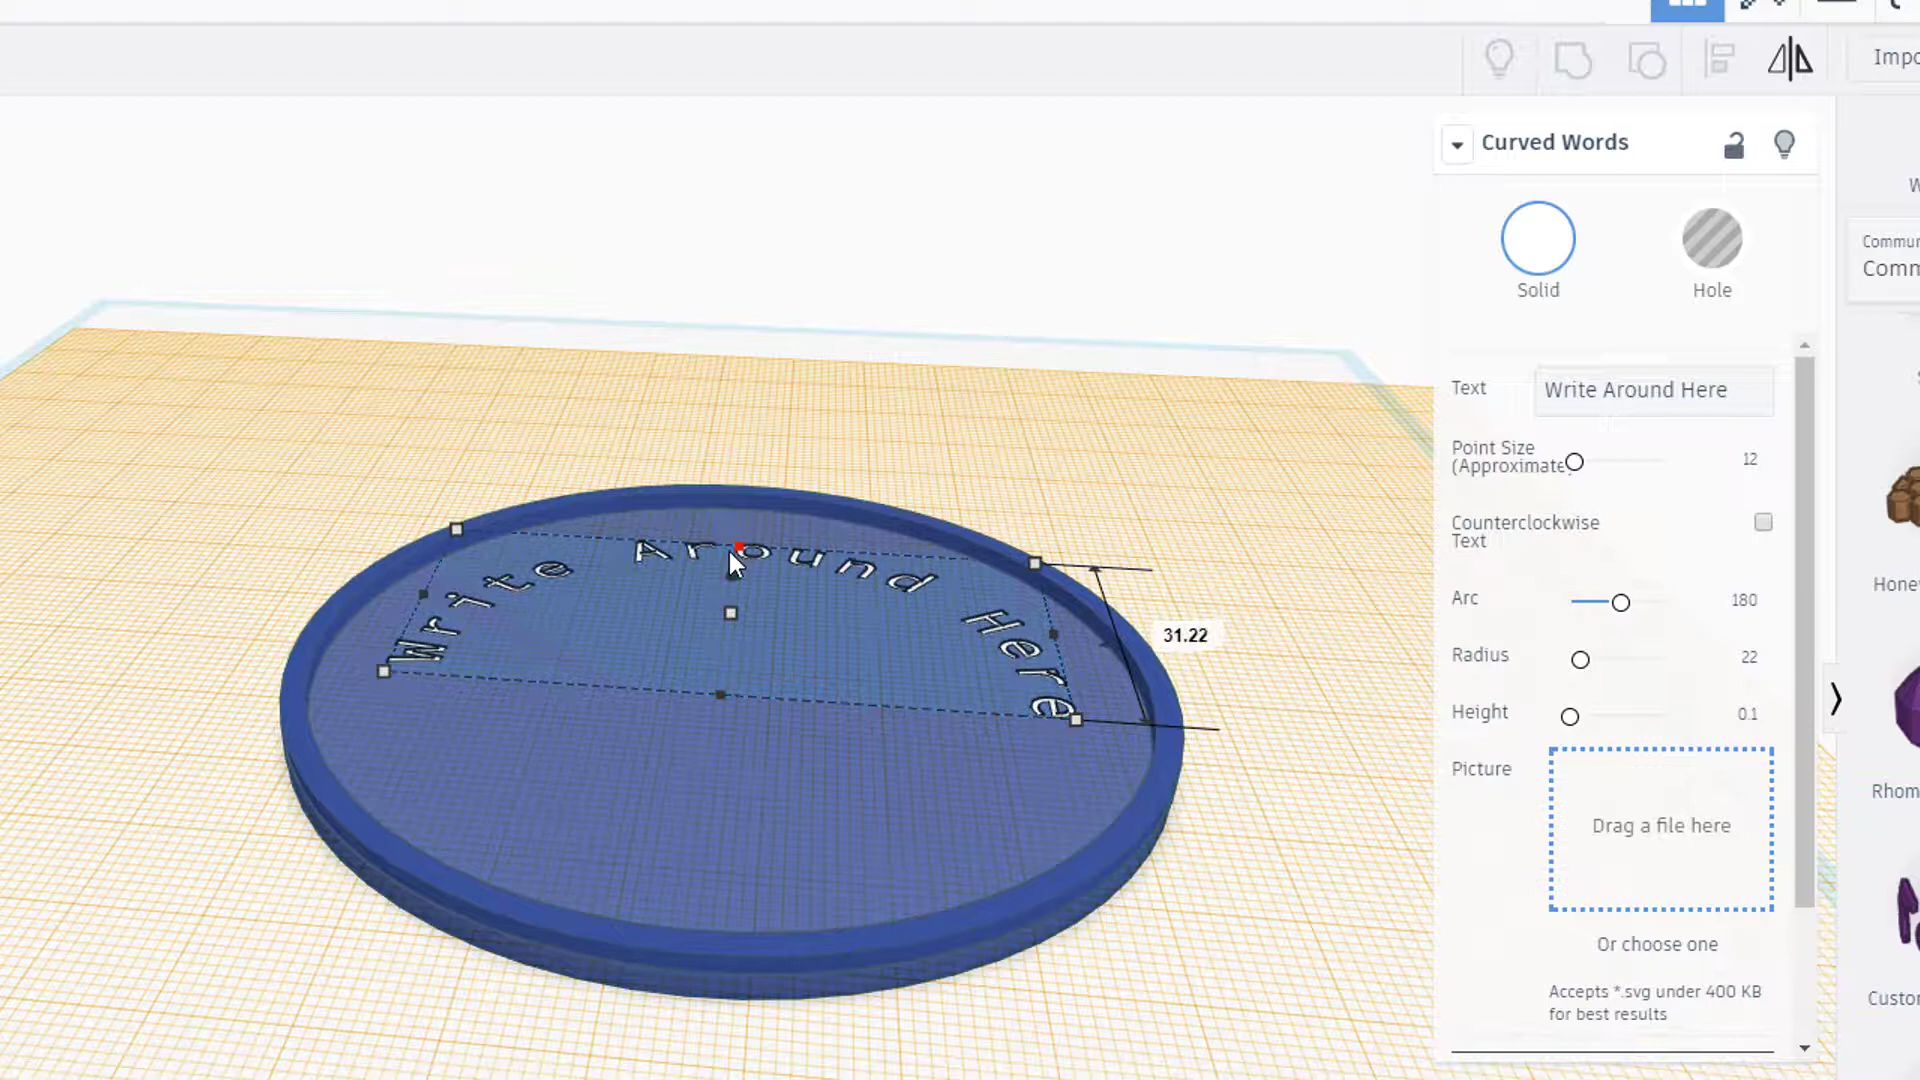 Impo
Curved Words
Solid
Hole
Commun
Comm
Text
Write Around Here
Point Size
(Approximate)
12
Counterclockwise
Text
Arc
180
Radius
22
Height
0.1
Picture
Drag a file here
Or choose one
Accepts *.svg under 400 KB
for best results
Write Around Here
31.22
Honey
Rhom
Custo